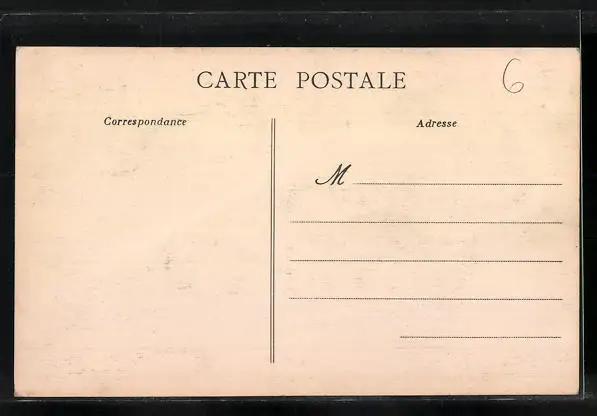 CARTE POSTALE
6
Correspondance
Adresse
M